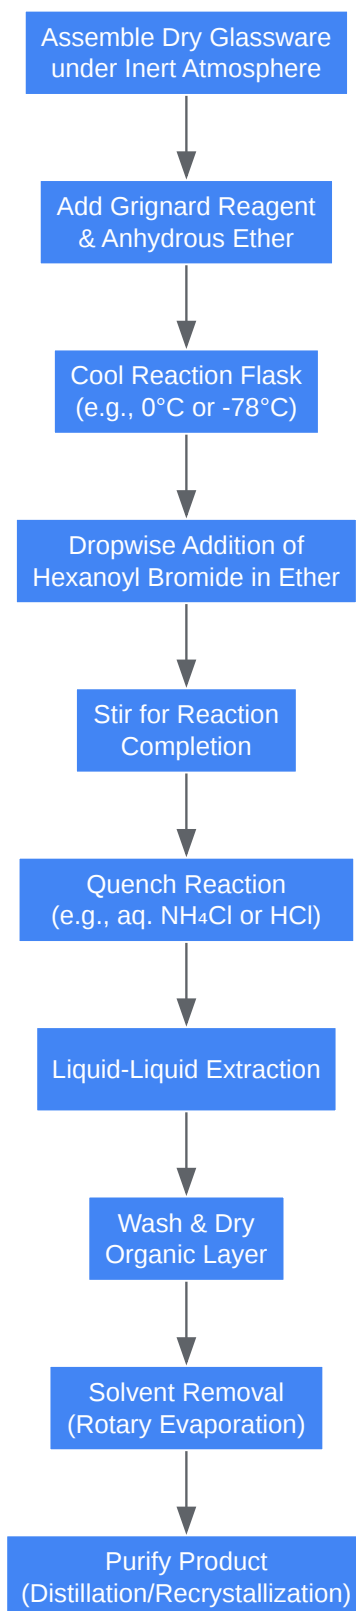 Assemble Dry Glassware
under Inert Atmosphere
Add Grignard Reagent
& Anhydrous Ether
Cool Reaction Flask
(e.g., 0°C or -78°C)
Dropwise Addition of
Hexanoyl Bromide in Ether
Stir for Reaction
Completion
Quench Reaction
(e.g., aq. NH₄Cl or HCl)
Liquid-Liquid Extraction
Wash & Dry
Organic Layer
Solvent Removal
(Rotary Evaporation)
Purify Product
(Distillation/Recrystallization)